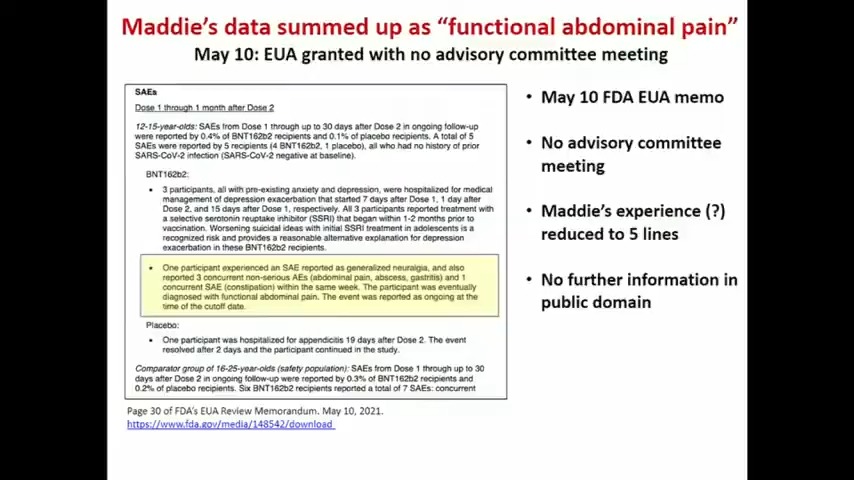 Maddie's data summed up as "functional abdominal pain"
May 10: EUA granted with no advisory committee meeting
SAEs
Dose 1 through 1 month after Dose 2
12-15-year-olds: SAEs from Dose 1 through up to 30 days after Dose 2 in ongoing follow-up
were reported by 0.4% of BNT162b2 recipients and 0.1% of placebo recipients. A total of 5
SAEs were reported by 5 recipients (4 BNT162b2, 1 placebo), all who had no history of prior
SARS-CoV-2 infection (SARS-CoV-2 negative at baseline).
BNT162b2:
• 3 participants, all with pre-existing anxiety and depression, were hospitalized for medical
management of depression exacerbation that started 7 days after Dose 1, 1 day after
Dose 2, and 15 days after Dose 1, respectively. All 3 participants reported treatment with
a selective serotonin reuptake inhibitor (SSRI) that began within 1-2 months prior to
vaccination. Worsening suicidal ideas with initial SSRI treatment in adolescents is a
recognized risk and provides a reasonable alternative explanation for depression
exacerbation in these BNT162b2 recipients.
• One participant experienced an SAE reported as generalized neuralgia, and also
reported 3 concurrent non-serious AEs (abdominal pain, abscess, gastritis) and 1
concurrent SAE (constipation) within the same week. The participant was eventually
diagnosed with functional abdominal pain. The event was reported as ongoing at the
time of the cutoff date.
Placebo:
• One participant was hospitalized for appendicitis 19 days after Dose 2. The event
resolved after 2 days and the participant continued in the study.
Comparator group of 16-25-year-olds (safety population): SAEs from Dose 1 through up to 30
days after Dose 2 in ongoing follow-up were reported by 0.3% of BNT162b2 recipients and
0.2% of placebo recipients. Six BNT162b2 recipients reported a total of 7 SAEs: concurrent
Page 30 of FDA's EUA Review Memorandum. May 10, 2021.
https://www.fda.gov/media/148542/download
• May 10 FDA EUA memo
• No advisory committee
meeting
• Maddie's experience (?)
reduced to 5 lines
• No further information in
public domain